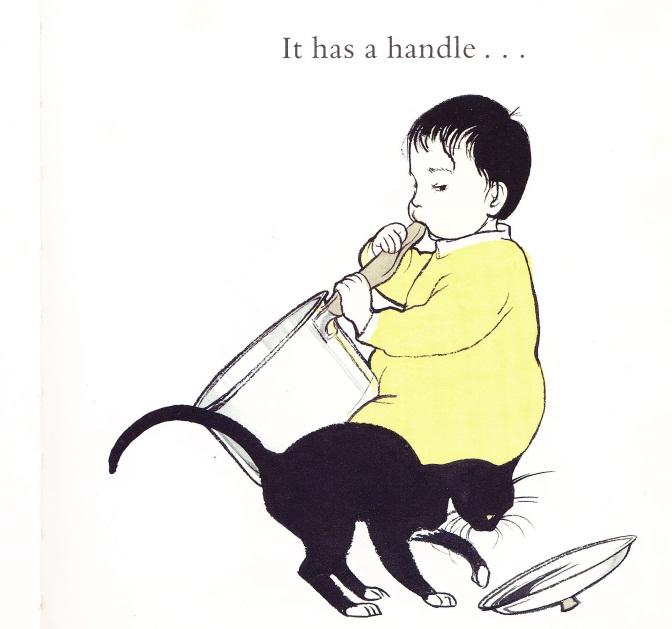 It has a handle . . .